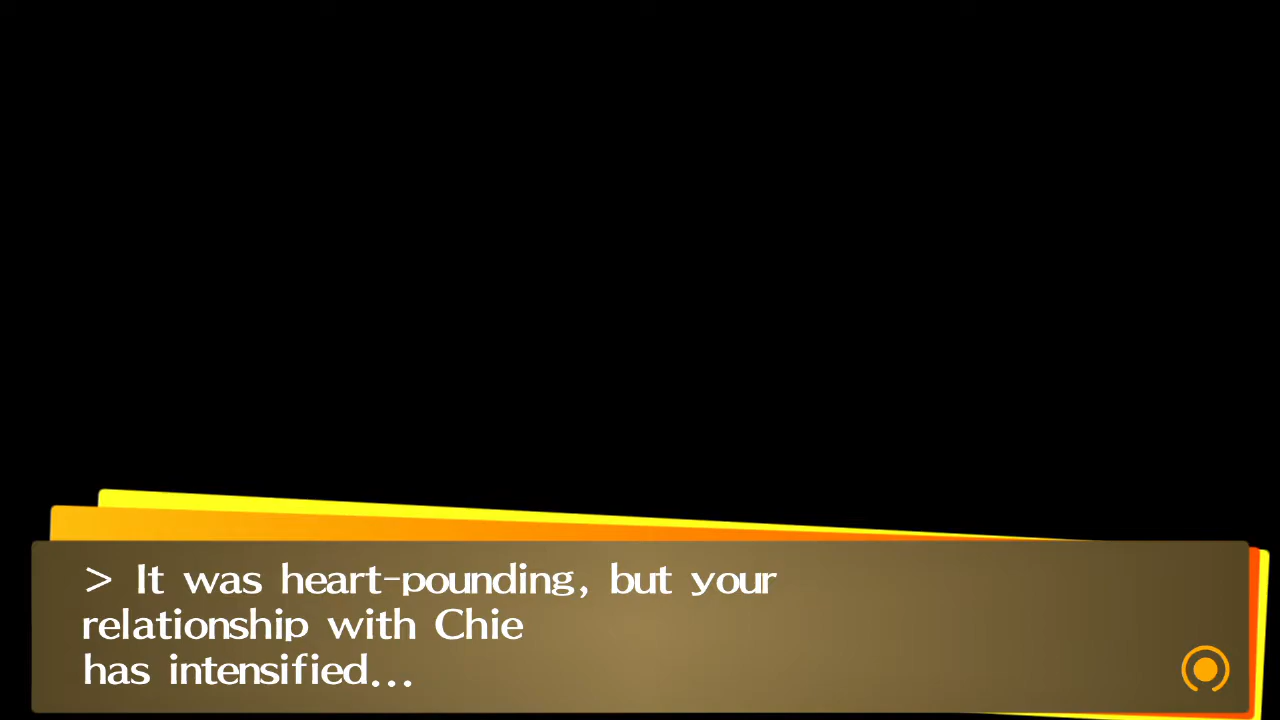 > It was heart-pounding, but your
relationship with Chie
has intensified...